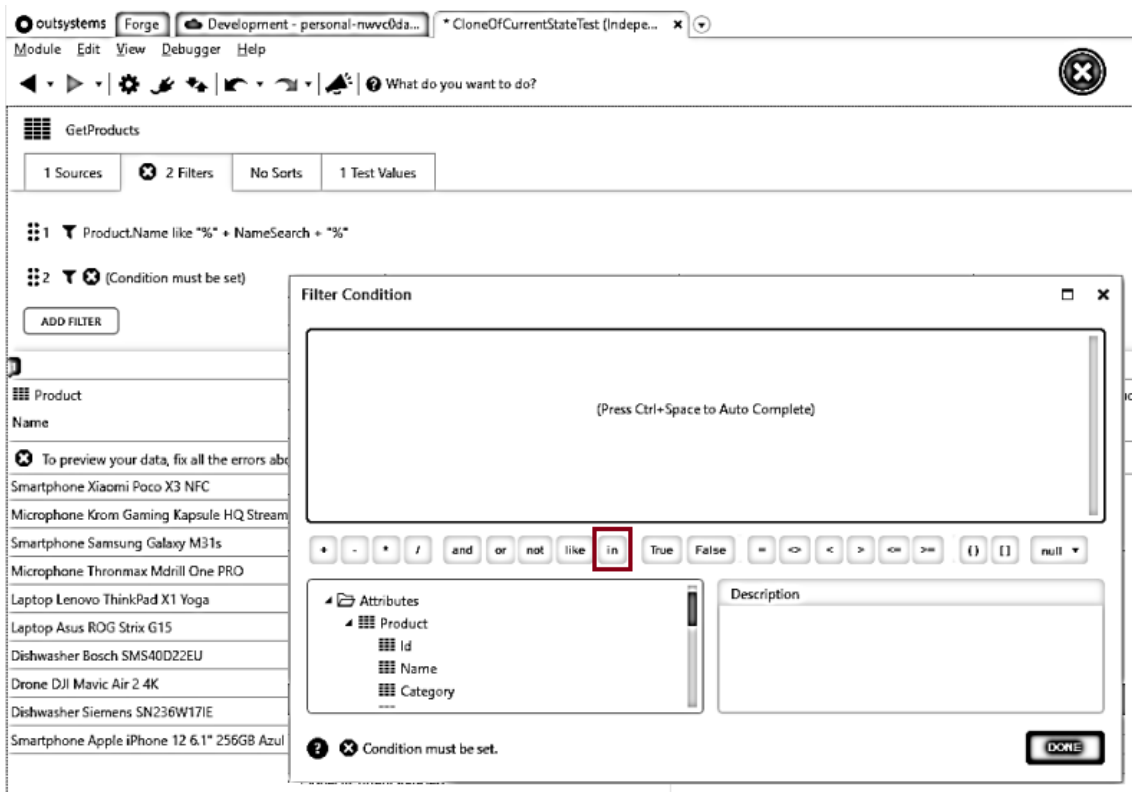 outsystems Forge Development - personal-nwvc0da... * CloneOfCurrentStateTest (Indepe...
Module Edit View Debugger Help
What do you want to do?
GetProducts
1 Sources 2 Filters No Sorts 1 Test Values
1 Product.Name like "%" + NameSearch + "%"
2 (Condition must be set)
ADD FILTER
Product
Name
To preview your data, fix all the errors abo
Smartphone Xiaomi Poco X3 NFC
Microphone Krom Gaming Kapsule HQ Stream
Smartphone Samsung Galaxy M31s
Microphone Thronmax Mdrill One PRO
Laptop Lenovo ThinkPad X1 Yoga
Laptop Asus ROG Strix G15
Dishwasher Bosch SMS40D22EU
Drone DJI Mavic Air 2 4K
Dishwasher Siemens SN236W17IE
Smartphone Apple iPhone 12 6.1" 256GB Azul
Filter Condition
(Press Ctrl+Space to Auto Complete)
+ - * / and or not like in True False = <> < > <= >= () [] null
Attributes
Product
Id
Name
Category
Description
Condition must be set.
DONE